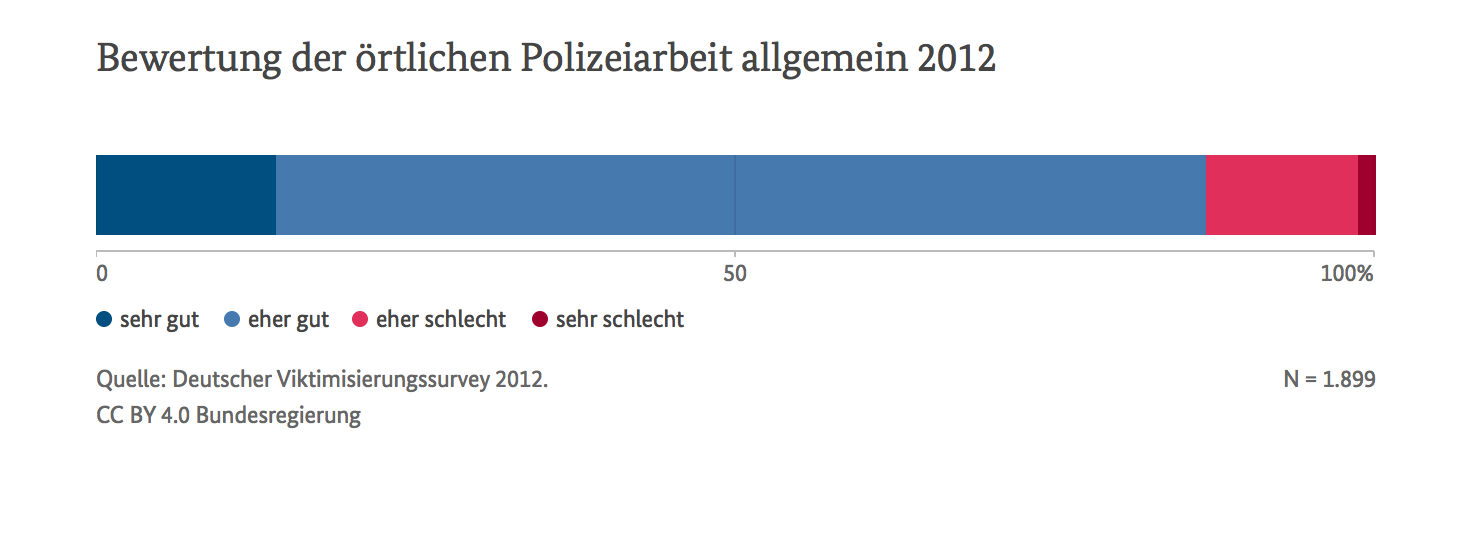 Bewertung der örtlichen Polizeiarbeit allgemein 2012
0 50 100%
sehr gut eher gut eher schlecht sehr schlecht
Quelle: Deutscher Viktimisierungssurvey 2012. N = 1.899
CC BY 4.0 Bundesregierung